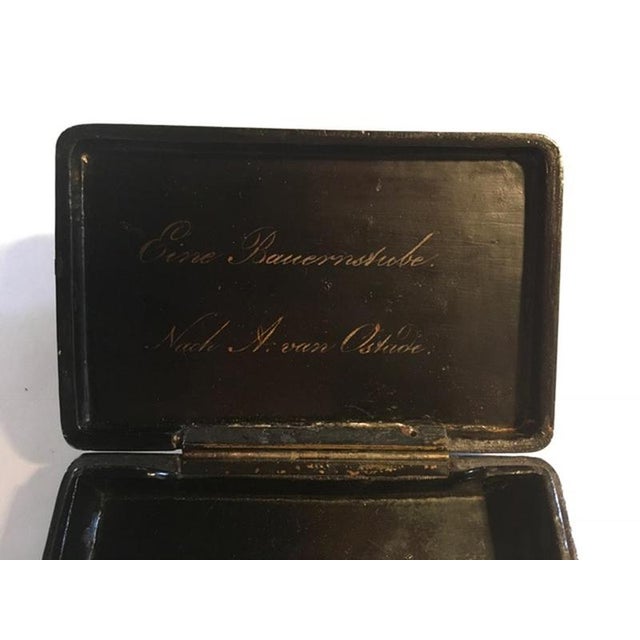 Eine Bauernstube.
Nach A: van Ostade.